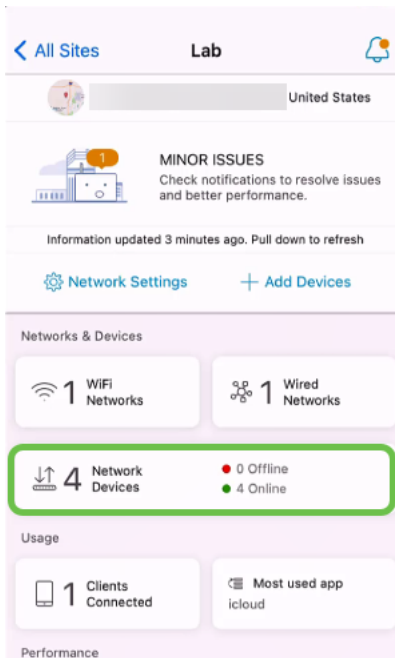 All Sites
Lab
United States
1
MINOR ISSUES
Check notifications to resolve issues
and better performance.
Information updated 3 minutes ago. Pull down to refresh
Network Settings
Add Devices
Networks & Devices
1 WiFi
Networks
1 Wired
Networks
4 Network
Devices
0 Offline
4 Online
Usage
1 Clients
Connected
Most used app
icloud
Performance